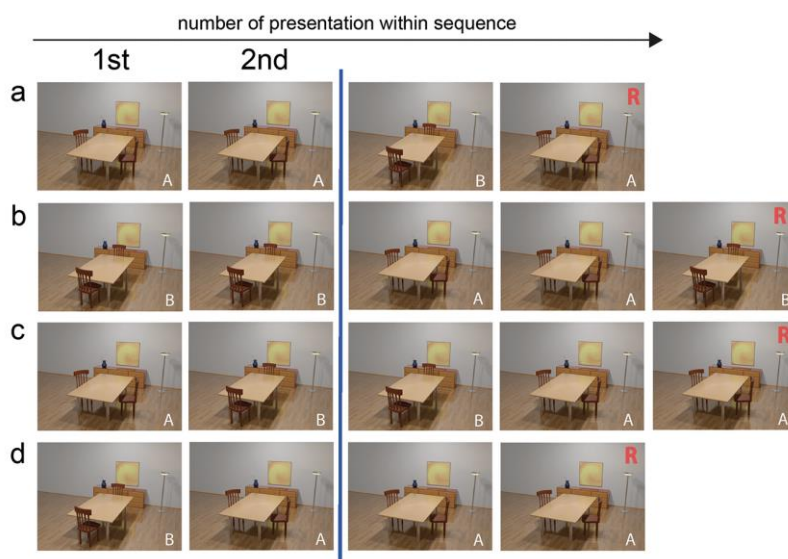 number of presentation within sequence
1st 2nd
a
R
A A B A
b
R
B B A A B
c
R
A B B A A
d
R
B A A A